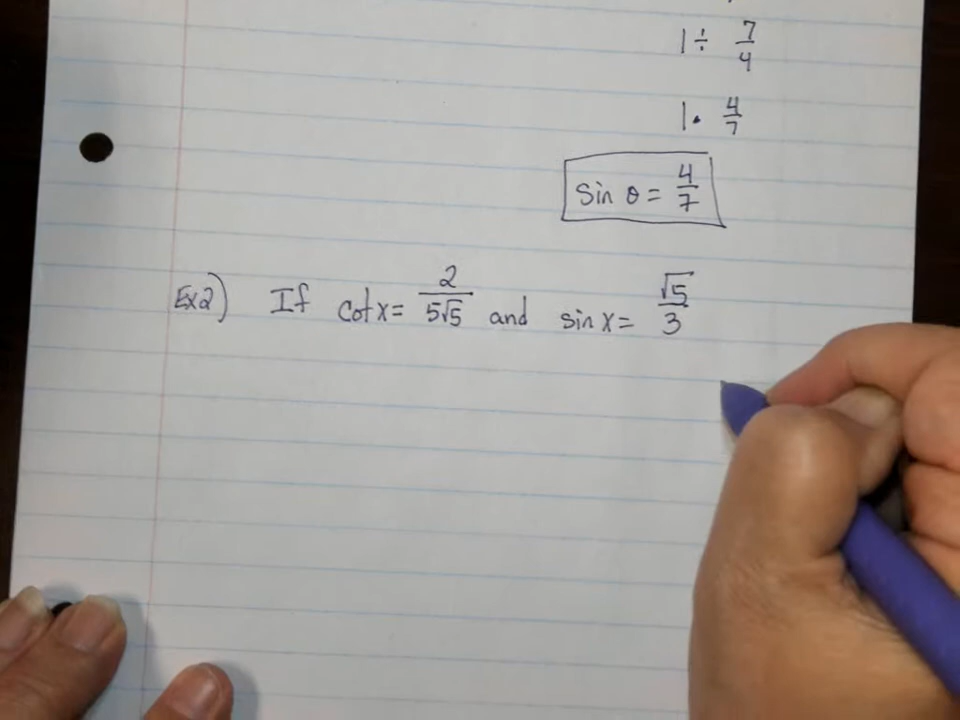 1 ÷ 7/4
1 • 4/7
Sin θ = 4/7
Ex2) If cot x = 2/5√5 and sin x = √5/3